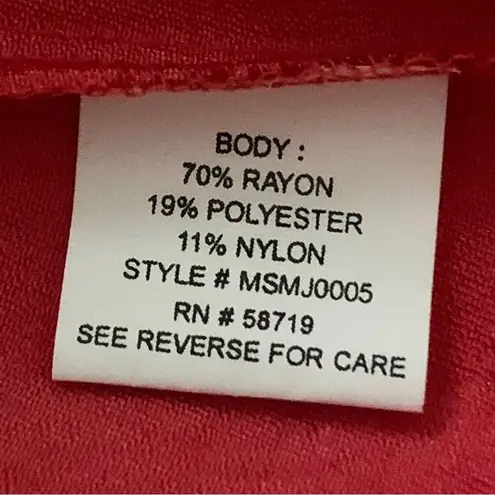 BODY :
70% RAYON
19% POLYESTER
11% NYLON
STYLE # MSMJ0005
RN # 58719
SEE REVERSE FOR CARE